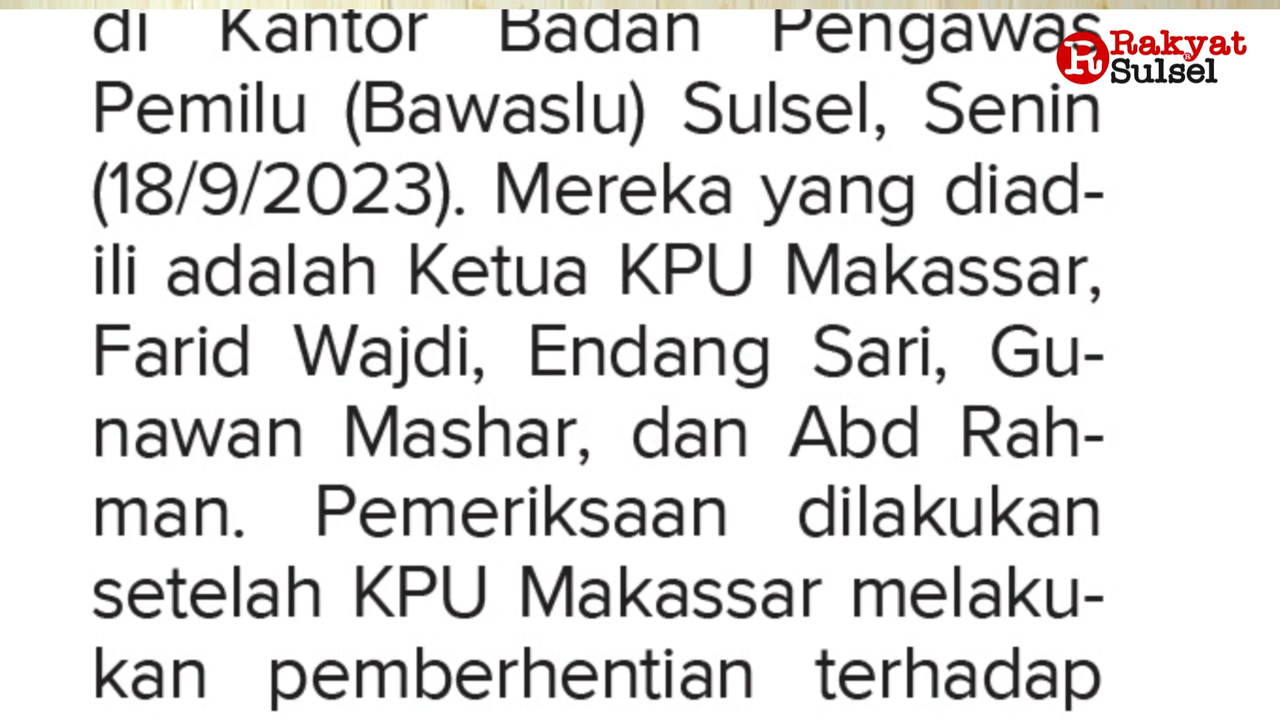 di Kantor Badan Pengawas
Rakyat
Sulsel
Pemilu (Bawaslu) Sulsel, Senin
(18/9/2023). Mereka yang diad-
ili adalah Ketua KPU Makassar,
Farid Wajdi, Endang Sari, Gu-
nawan Mashar, dan Abd Rah-
man. Pemeriksaan dilakukan
setelah KPU Makassar melaku-
kan pemberhentian terhadap